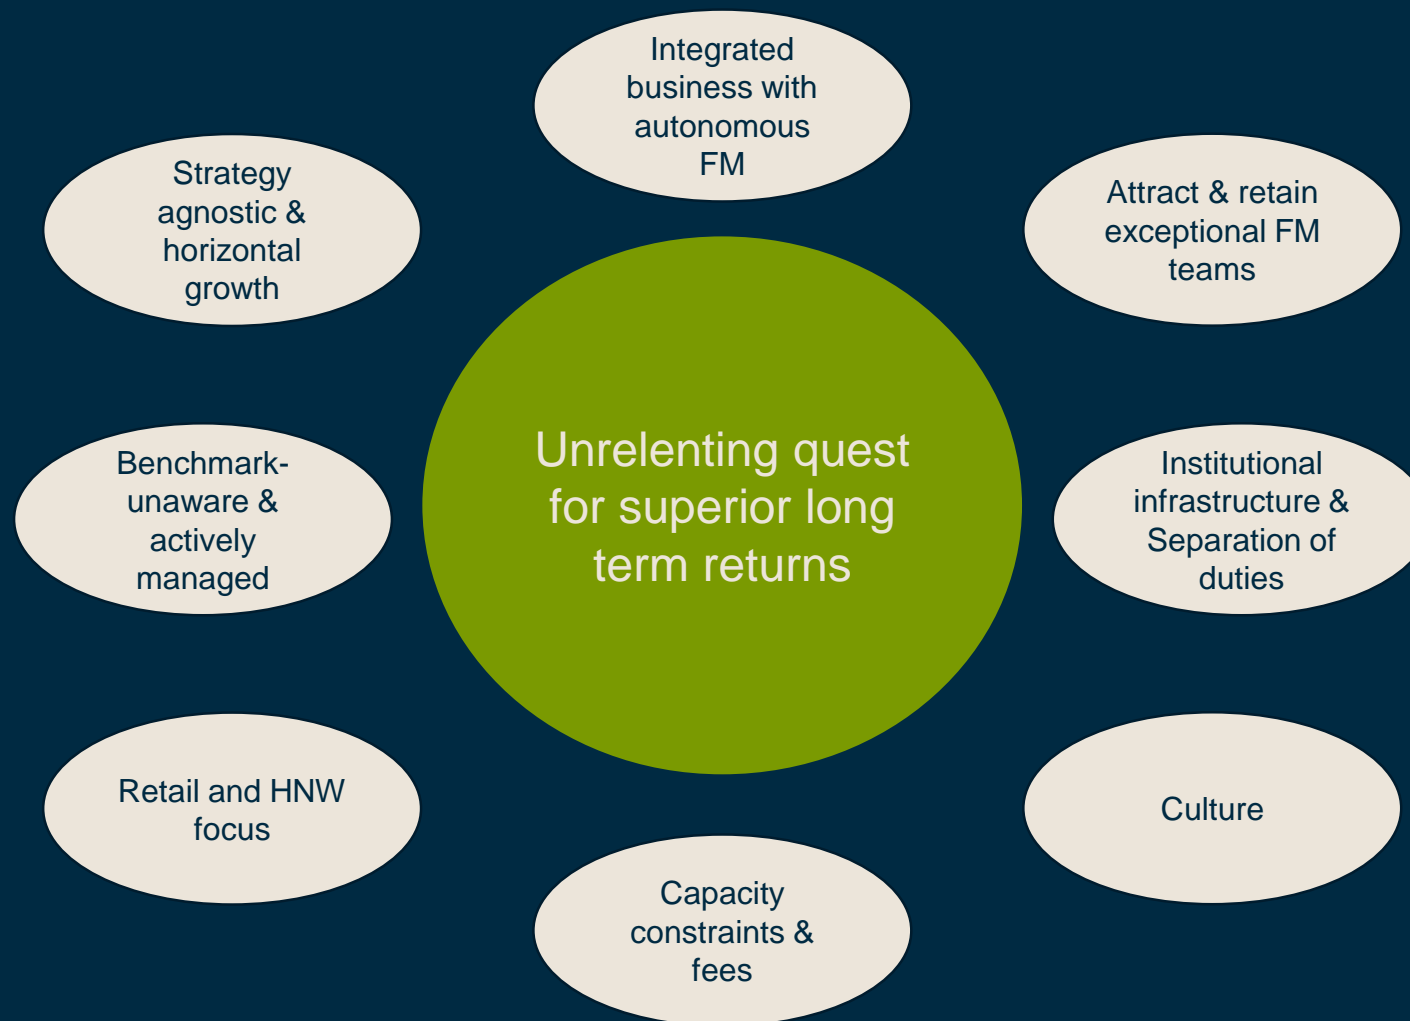 Integrated
business with
autonomous
FM
Strategy
agnostic &
horizontal
growth
Attract & retain
exceptional FM
teams
Unrelenting quest
for superior long
term returns
Benchmark-
unaware &
actively
managed
Institutional
infrastructure &
Separation of
duties
Retail and HNW
focus
Culture
Capacity
constraints &
fees